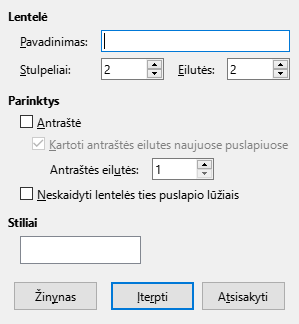 Lentelė
Pavadinimas:
Stulpeliai: 2 Eilutės: 2
Parinktys
Antraštė
Kartoti antraštės eilutes naujuose puslapiuose
Antraštės eilutės: 1
Neskaidyti lentelės ties puslapio lūžiais
Stiliai
Žinynas Įterpti Atsisakyti